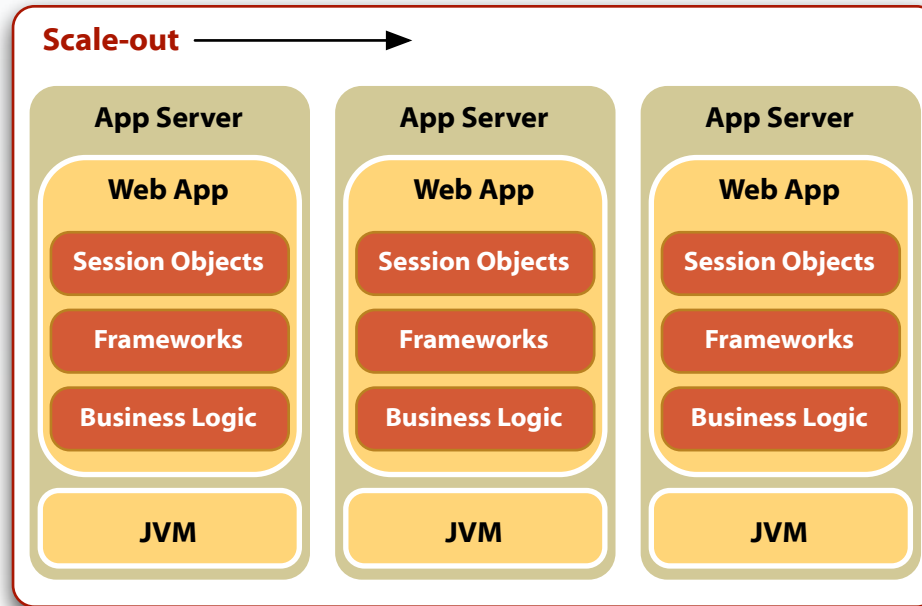 Scale-out
App Server
Web App
Session Objects
Frameworks
Business Logic
JVM
App Server
Web App
Session Objects
Frameworks
Business Logic
JVM
App Server
Web App
Session Objects
Frameworks
Business Logic
JVM